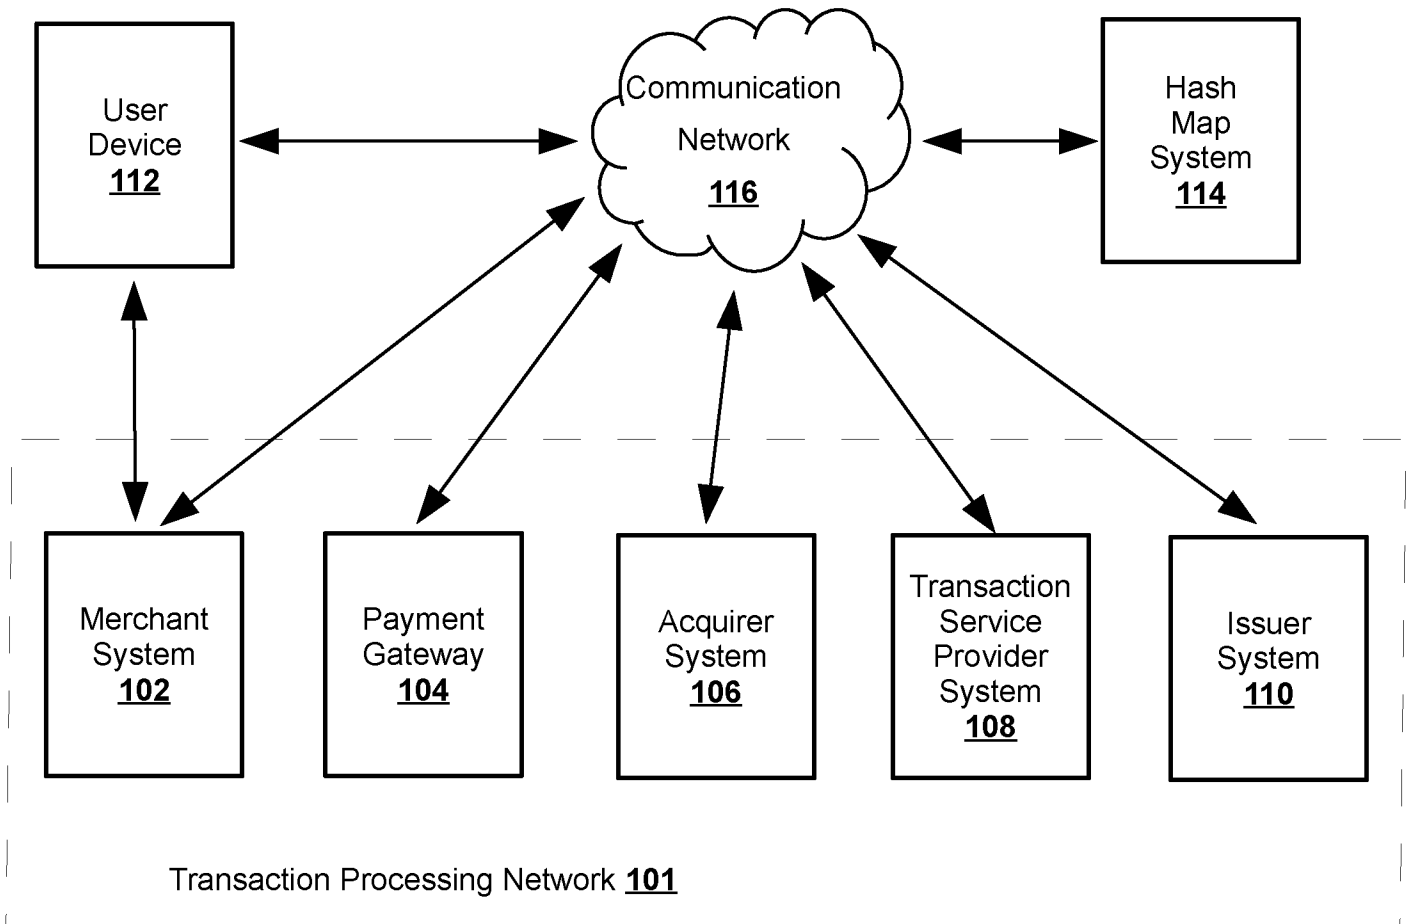 User
Device
112
Communication
Network
116
Hash
Map
System
114
Merchant
System
102
Payment
Gateway
104
Acquirer
System
106
Transaction
Service
Provider
System
108
Issuer
System
110
Transaction Processing Network 101